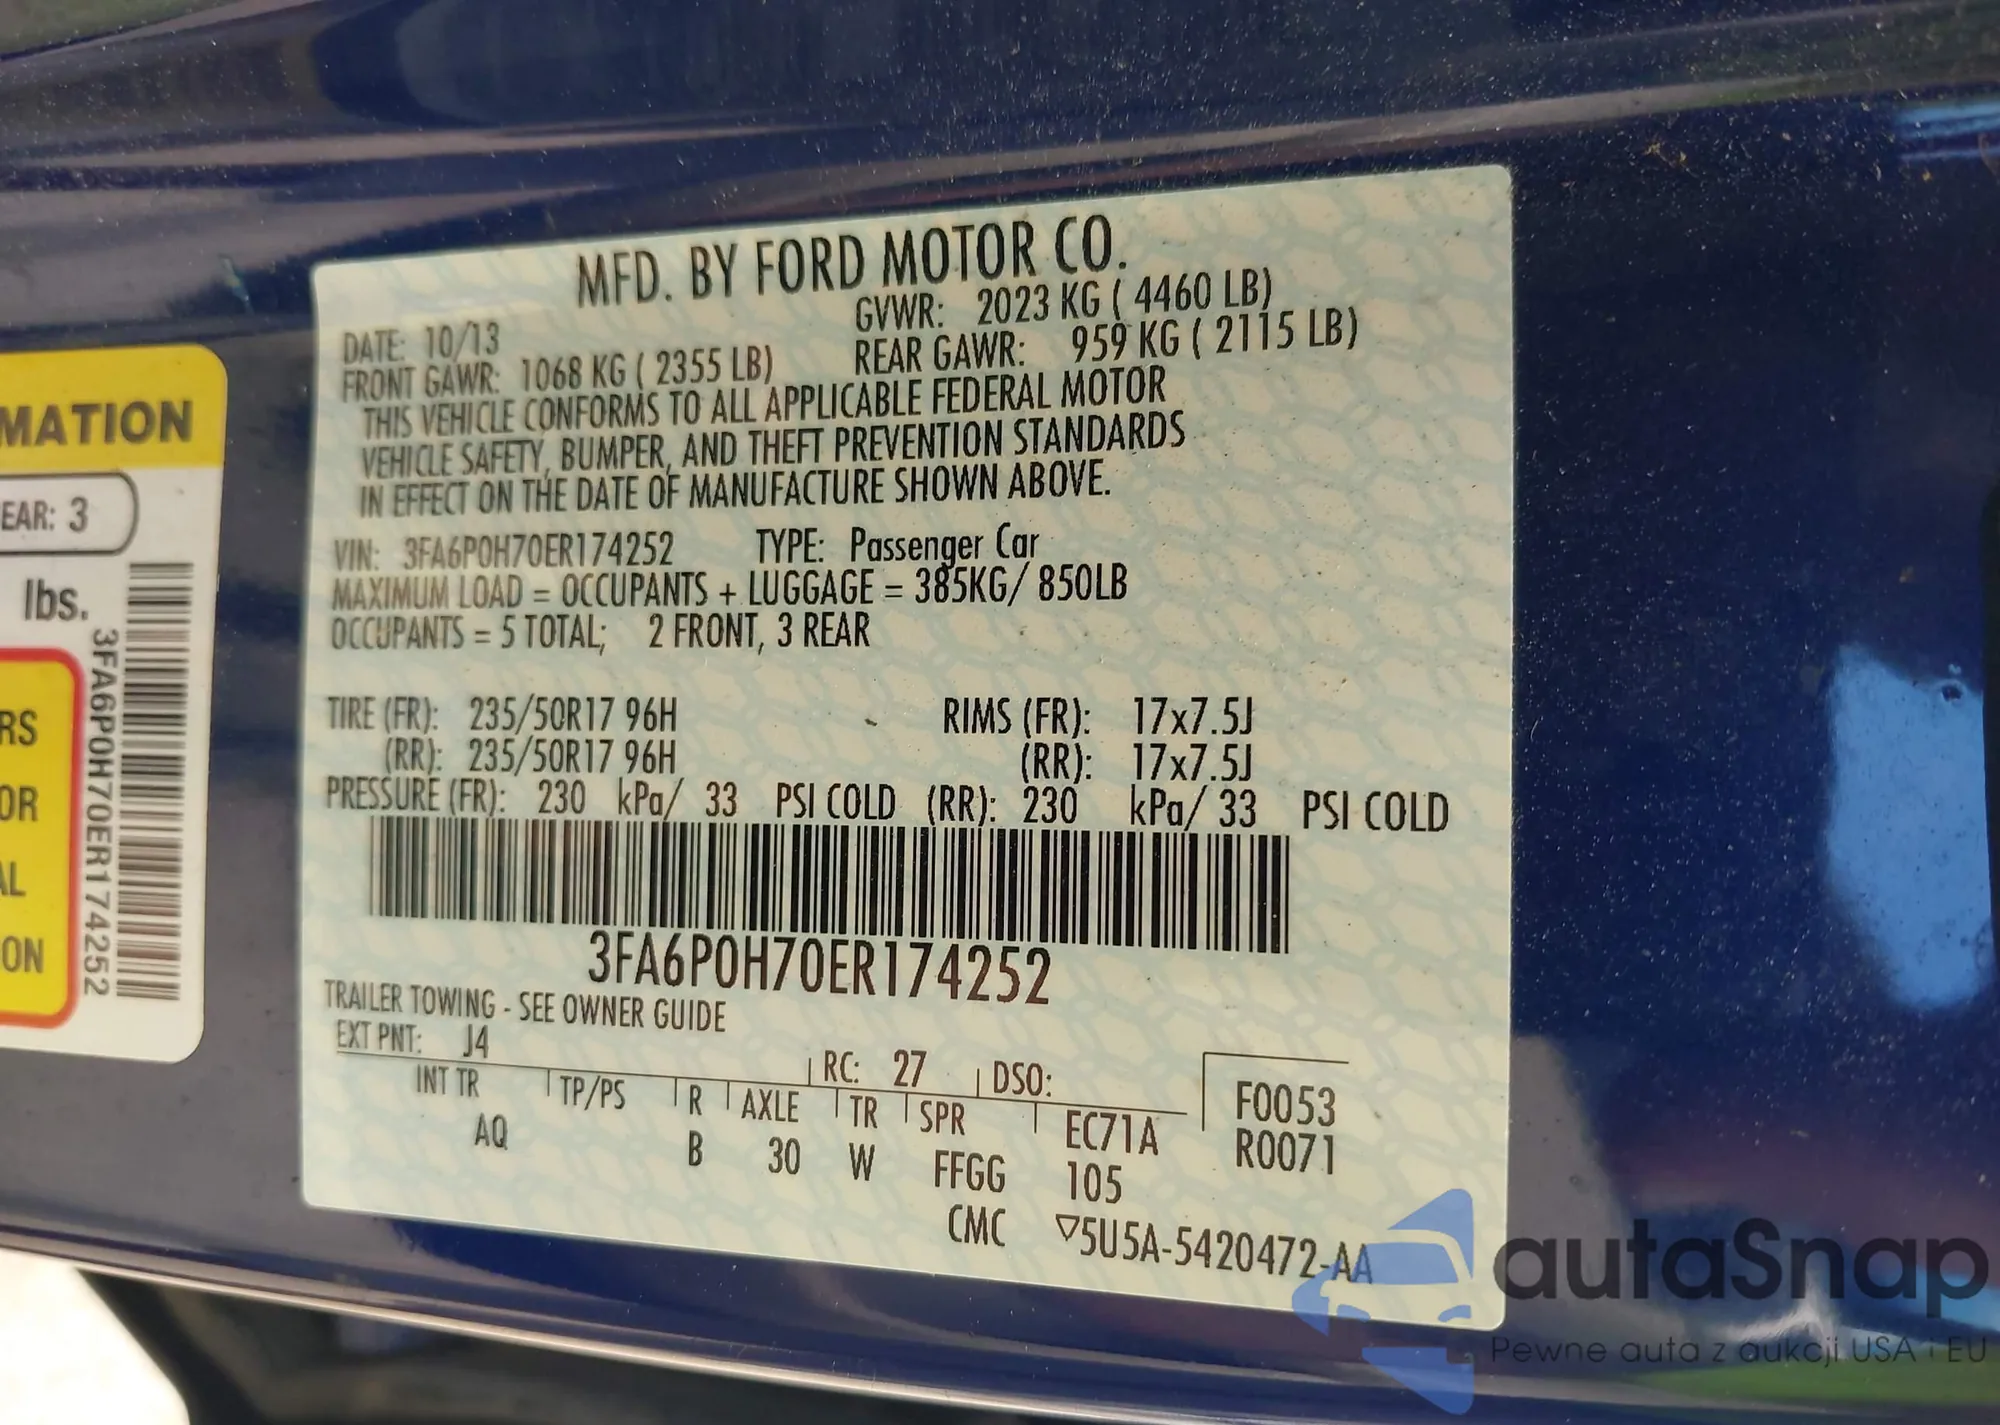 MFD. BY FORD MOTOR CO.
DATE: 10/13 GVWR: 2023 KG ( 4460 LB)
FRONT GAWR: 1068 KG ( 2355 LB) REAR GAWR: 959 KG ( 2115 LB)
THIS VEHICLE CONFORMS TO ALL APPLICABLE FEDERAL MOTOR
VEHICLE SAFETY, BUMPER, AND THEFT PREVENTION STANDARDS
IN EFFECT ON THE DATE OF MANUFACTURE SHOWN ABOVE.
VIN: 3FA6P0H70ER174252 TYPE: Passenger Car
MAXIMUM LOAD = OCCUPANTS + LUGGAGE = 385KG/ 850LB
OCCUPANTS = 5 TOTAL; 2 FRONT, 3 REAR
TIRE (FR): 235/50R17 96H RIMS (FR): 17x7.5J
(RR): 235/50R17 96H (RR): 17x7.5J
PRESSURE (FR): 230 kPa/ 33 PSI COLD (RR): 230 kPa/ 33 PSI COLD
3FA6P0H70ER174252
TRAILER TOWING - SEE OWNER GUIDE
EXT PNT: J4 RC: 27 DSO:
INT TR TP/PS R AXLE TR SPR EC71A F0053
AQ B 30 W FFGG 105 R0071
CMC ▽5U5A-5420472-AA
MATION
EAR: 3
lbs.
3FA6P0H70ER174252
RS
OR
AL
ON
autaSnap
Pewne auta z aukcji USA i EU